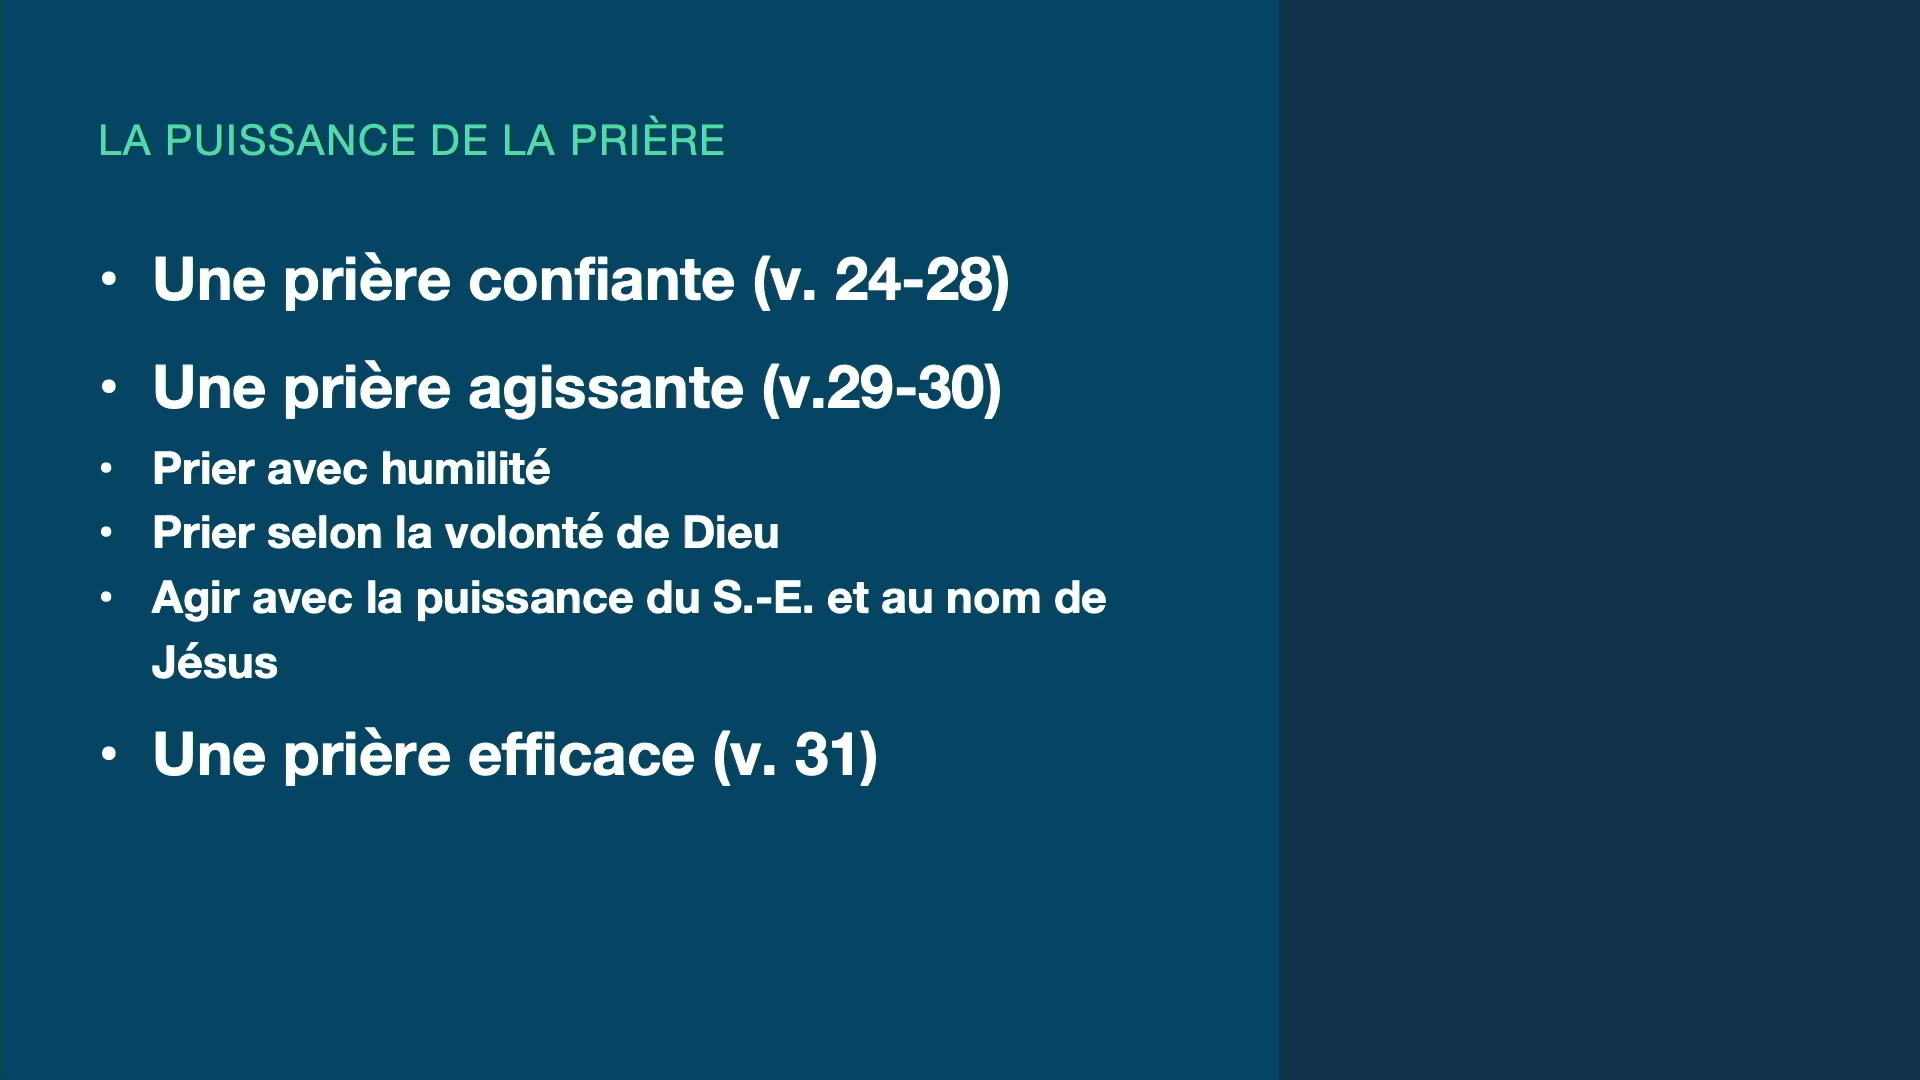 LA PUISSANCE DE LA PRIÈRE
• Une prière confiante (v. 24-28)
• Une prière agissante (v.29-30)
• Prier avec humilité
• Prier selon la volonté de Dieu
• Agir avec la puissance du S.-E. et au nom de
Jésus
• Une prière efficace (v. 31)